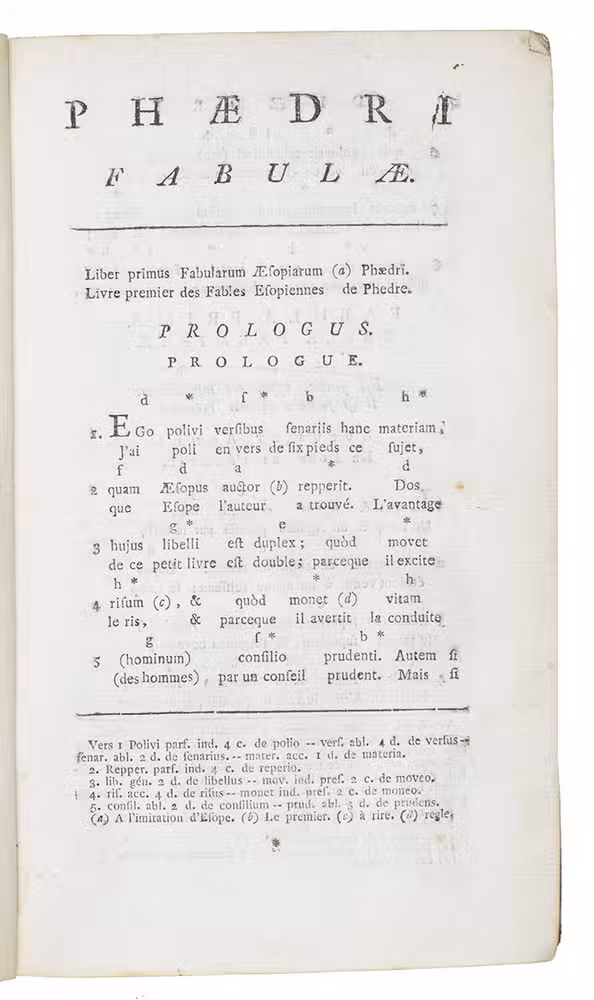 PHÆDRI
FABULÆ.
Liber primus Fabularum Æſopiarum (a) Phædri.
Livre premier des Fables Eſopiennes de Phedre.
PROLOGUS.
PROLOGUE.
d * ſ * b h *
1. EGo polivi verſibus ſenariis hanc materiam,
J'ai poli en vers de ſix pieds ce ſujet,
f d a * d
2 quam Æſopus auctor (b) repperit. Dos
que Eſope l'auteur a trouvé. L'avantage
g * e *
3 hujus libelli eſt duplex; quòd movet
de ce petit livre eſt double; parceque il excite
h * * h
4 riſum (c), & quòd monet (d) vitam
le ris, & parceque il avertit la conduite
g ſ * b *
5 (hominum) conſilio prudenti. Autem ſi
(des hommes) par un conſeil prudent. Mais ſi
Vers 1 Polivi parf. ind. 4 c. de polio -- verſ. abl. 4 d. de verſus --
ſenar. abl. 2 d. de ſenarius. -- mater. acc. 1 d. de materia.
2. Repper. parf. ind. 4 c. de reperio.
3. lib. gén. 2 d. de libellus -- mov. ind. preſ. 2 c. de moveo.
4. riſ. acc. 4 d. de riſus -- monet ind. preſ. 2 c. de moneo.
5. conſil. abl. 2 d. de conſilium -- prud. abl. 3 d. de prudens.
(a) A l'imitation d'Eſope. (b) Le premier. (c) à rire. (d) regle,
*